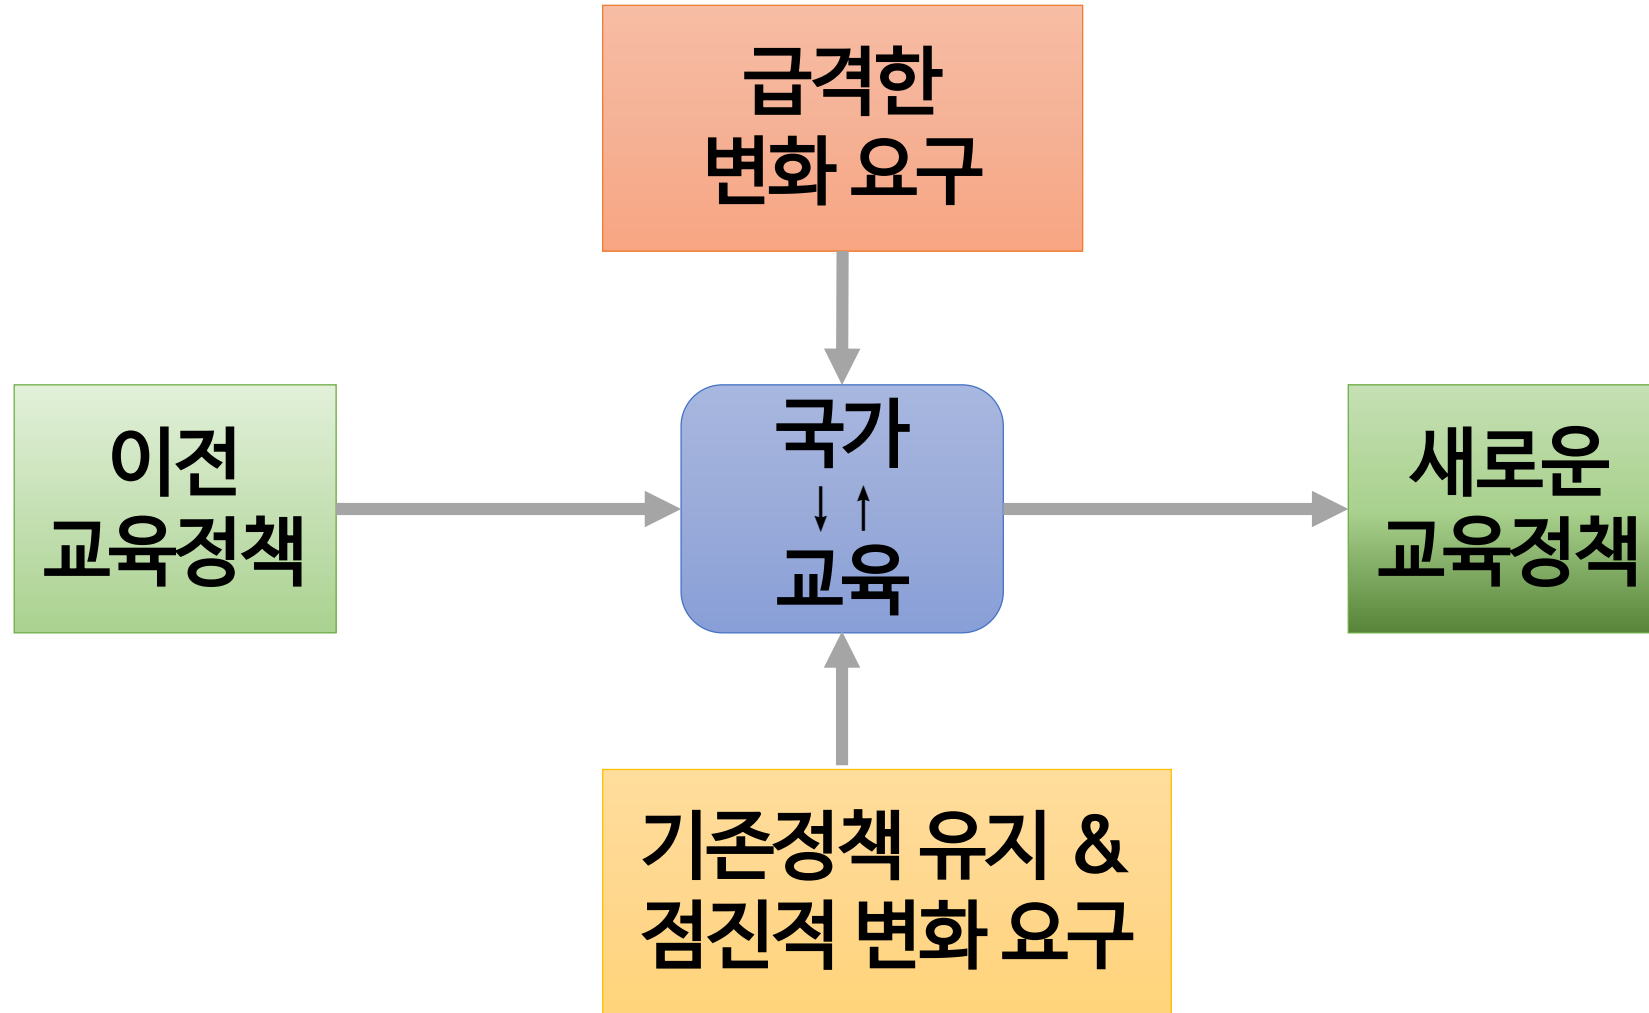 급격한
변화 요구
이전
교육정책
국가
교육
새로운
교육정책
기존정책 유지 &
점진적 변화 요구